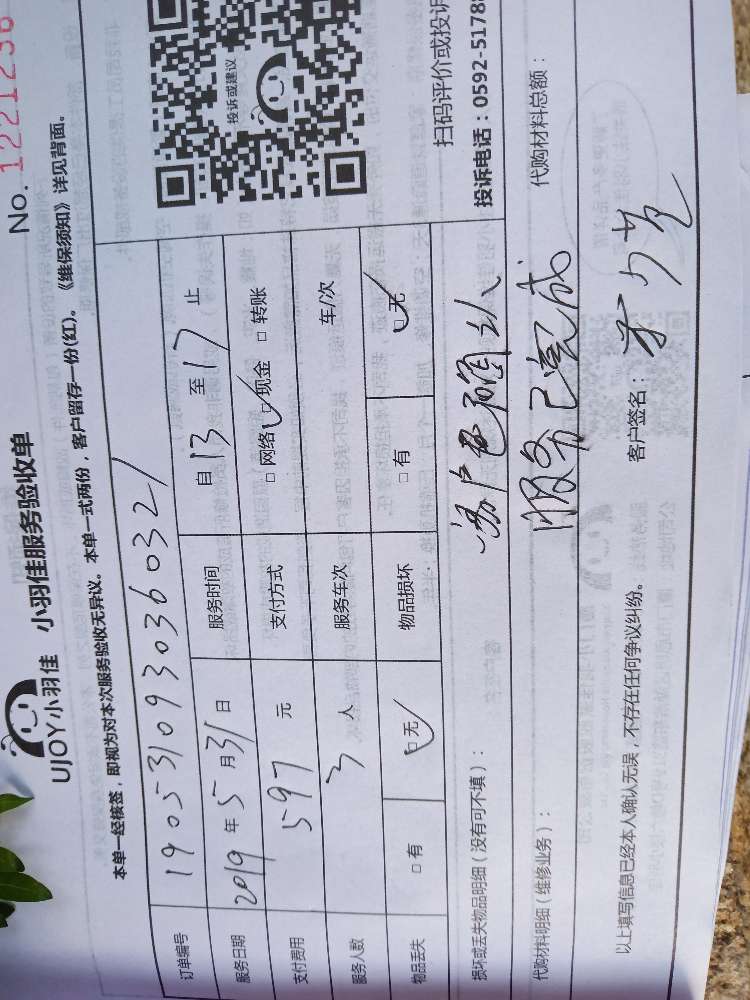 No. 1221236
UJOY小羽佳 小羽佳服务验收单
本单一经核签，即视为对本次服务验收无异议。本单一式两份，客户留存一份(红)。《维保须知》详见背面。
订单编号 1905310930360321
服务日期 2019年5月31日 服务时间 自13至17止
支付费用 597元 支付方式 □网络 □现金 □转账
服务人数 3人 服务车次 车/次
物品丢失 □有 □无 物品损坏 □有 □无
投诉或建议
扫码评价或投诉
投诉电话：0592-5178
损坏或丢失物品明细（没有可不填）：
客户已确认
代购材料明细（维修业务）：
服务已完成
代购材料总额：
以上填写信息已经本人确认无误，不存在任何争议纠纷。
客户签名：